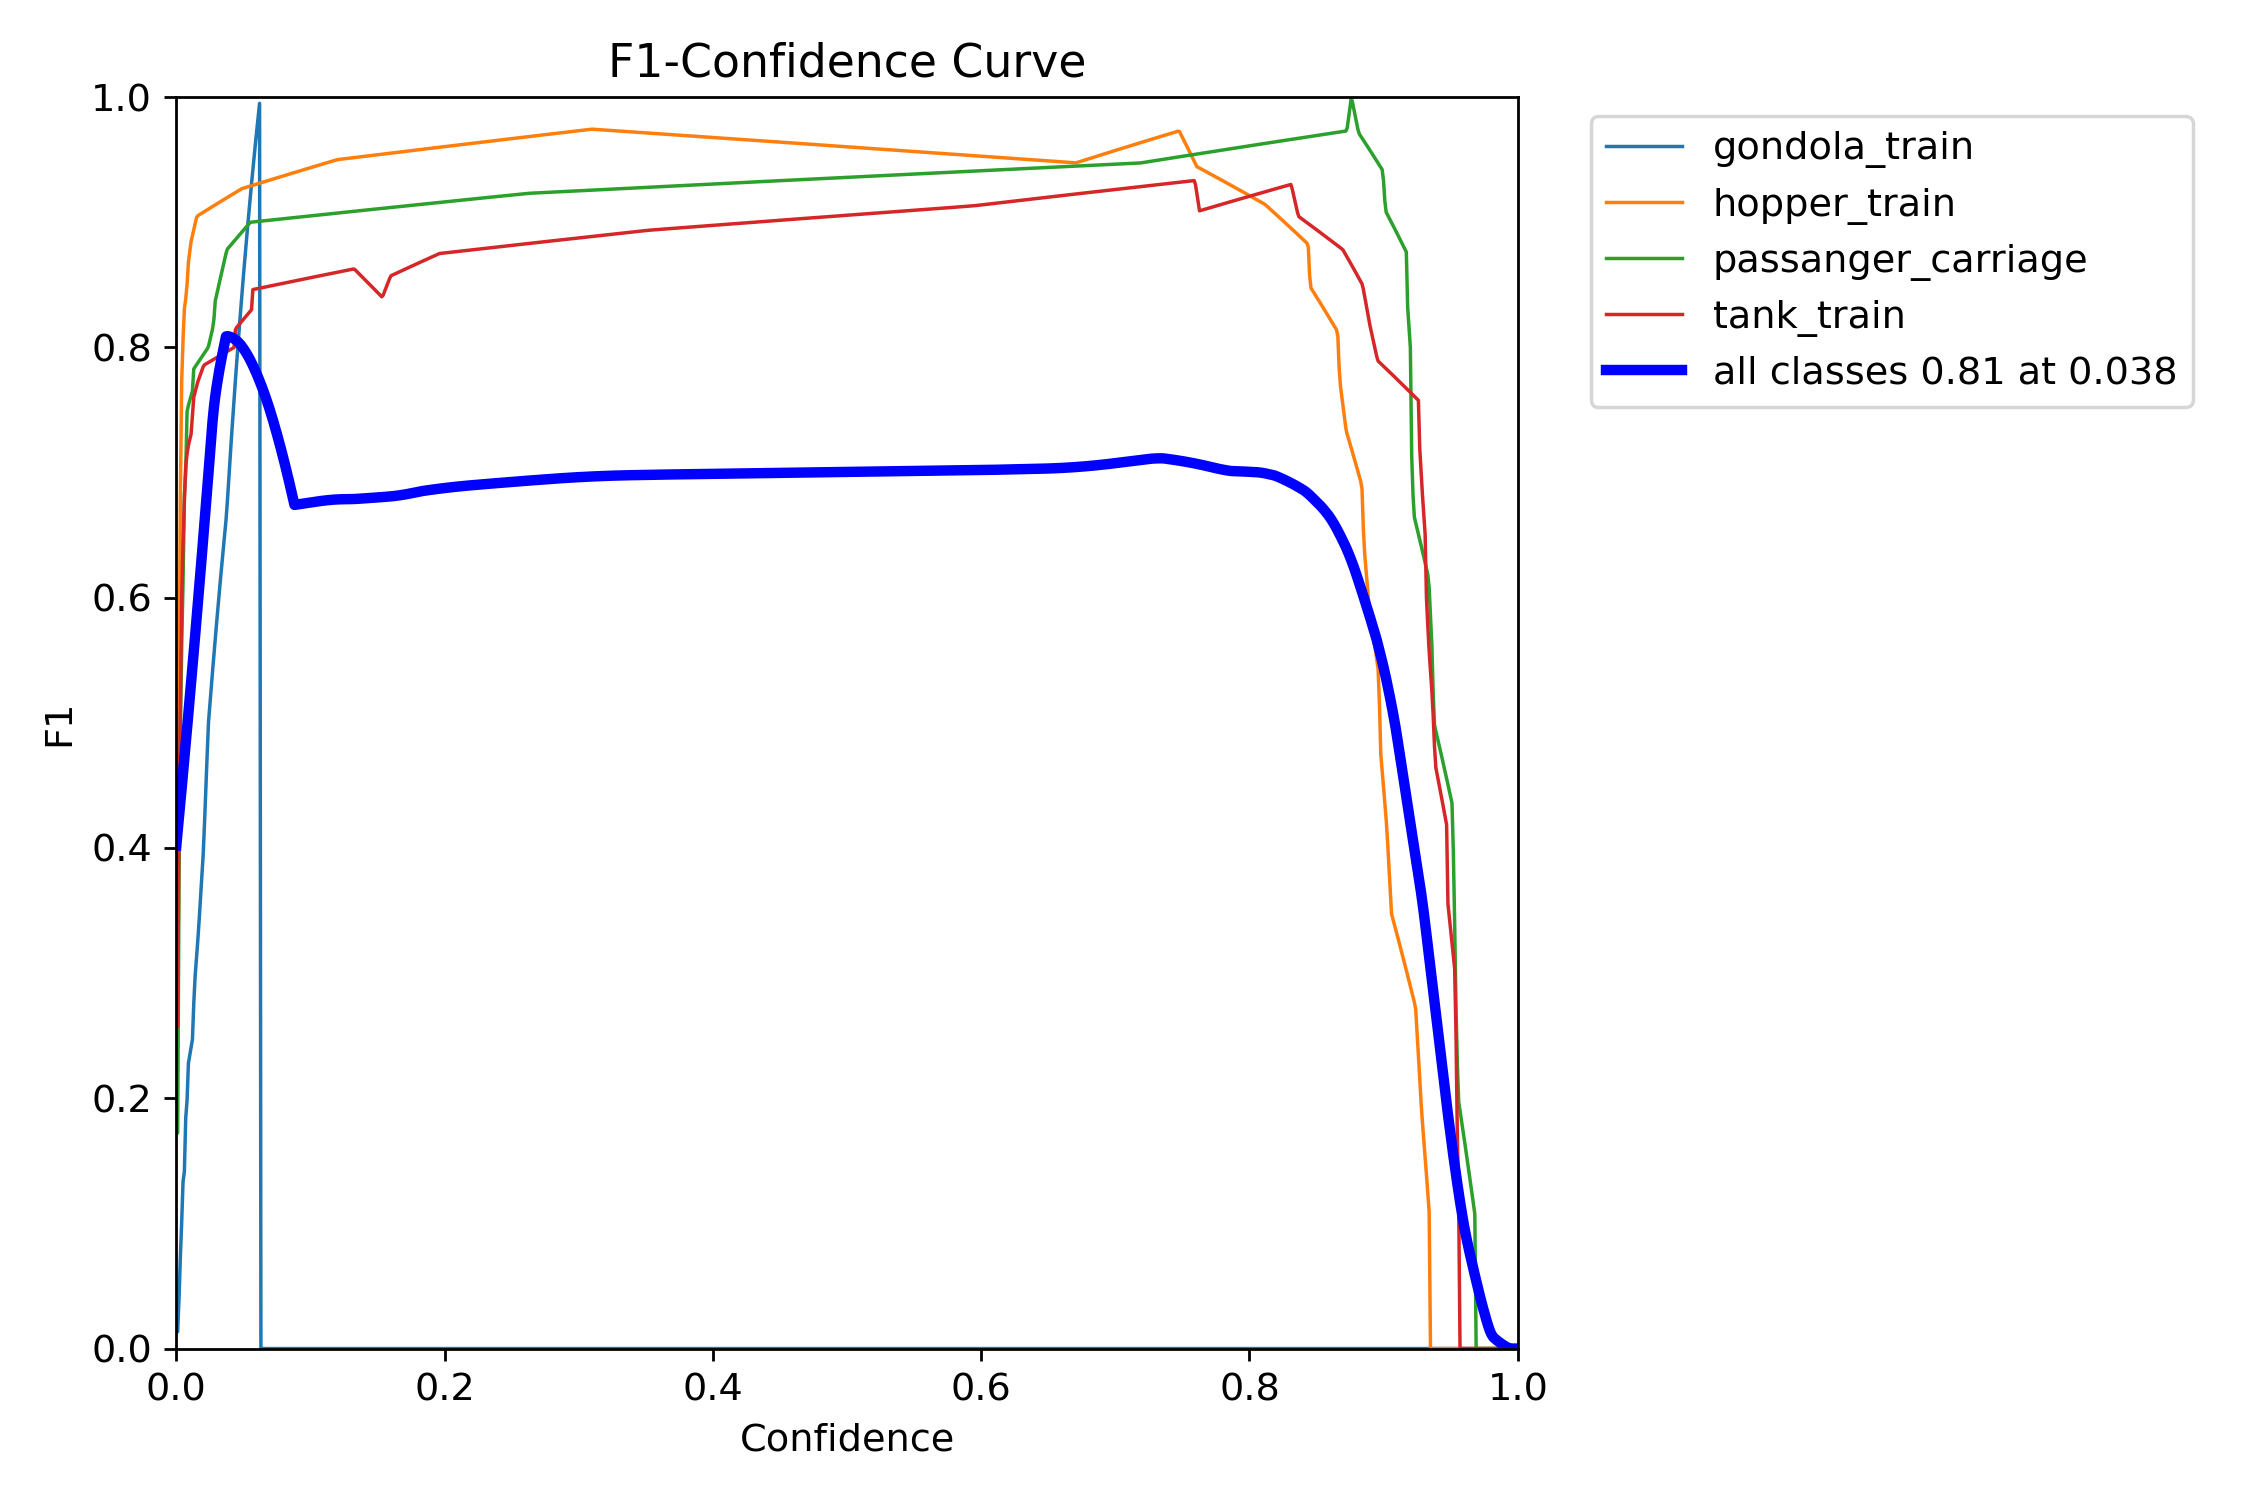 F1-Confidence Curve
gondola_train
hopper_train
passanger_carriage
tank_train
all classes 0.81 at 0.038
1.0
0.8
0.6
0.4
0.2
0.0
F1
0.0 0.2 0.4 0.6 0.8 1.0
Confidence